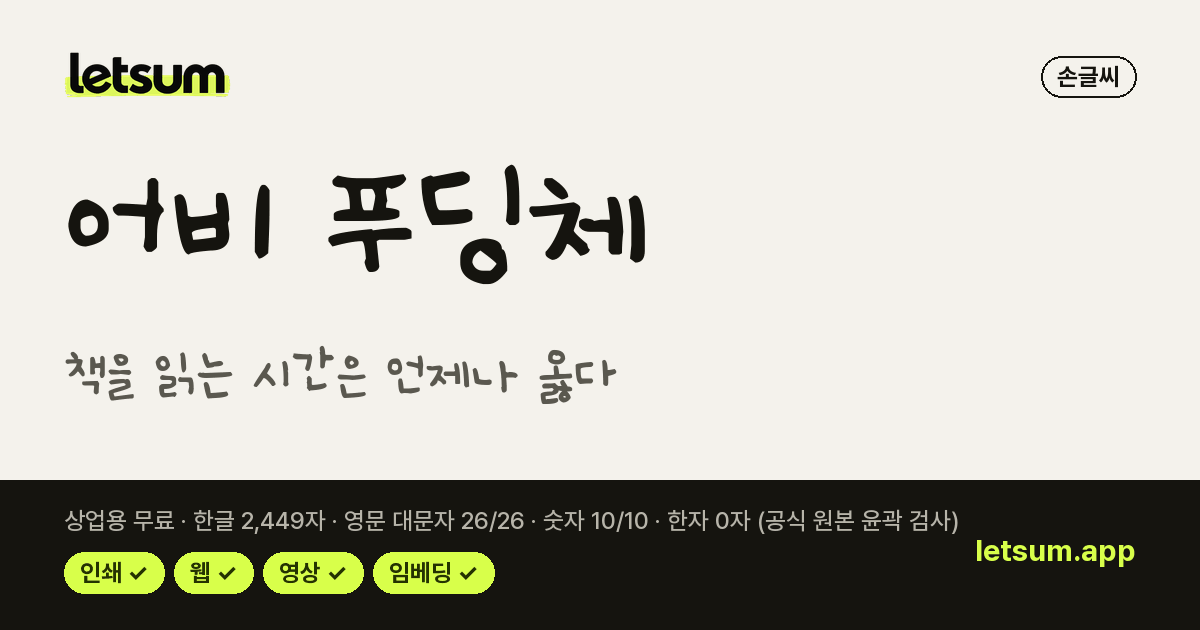 letsum
손글씨
어비 푸딩체
책을 읽는 시간은 언제나 옳다
상업용 무료 · 한글 2,449자 · 영문 대문자 26/26 · 숫자 10/10 · 한자 0자 (공식 원본 윤곽 검사)
인쇄 ✓ 웹 ✓ 영상 ✓ 임베딩 ✓
letsum.app